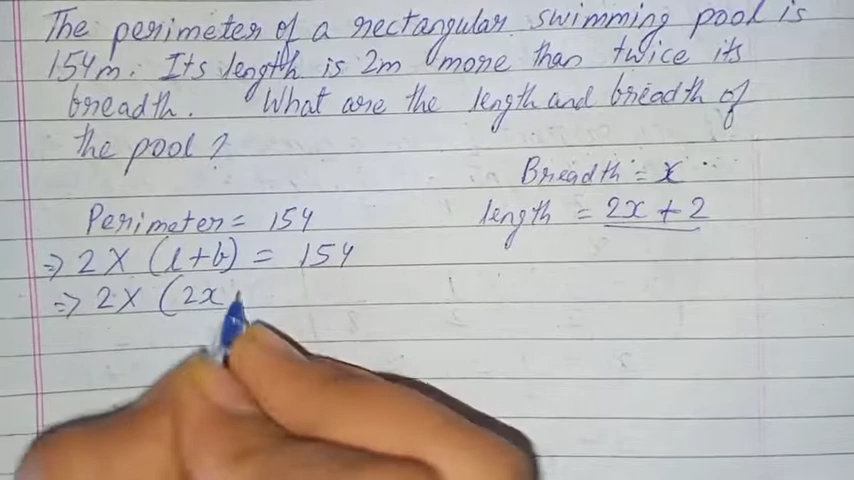 The perimeter of a rectangular swimming pool is
154m. Its length is 2m more than twice its
breadth. What are the length and breadth of
the pool?
Breadth = x
Perimeter = 154
length = 2x + 2
=> 2 X (l+b) = 154
=> 2 X (2x